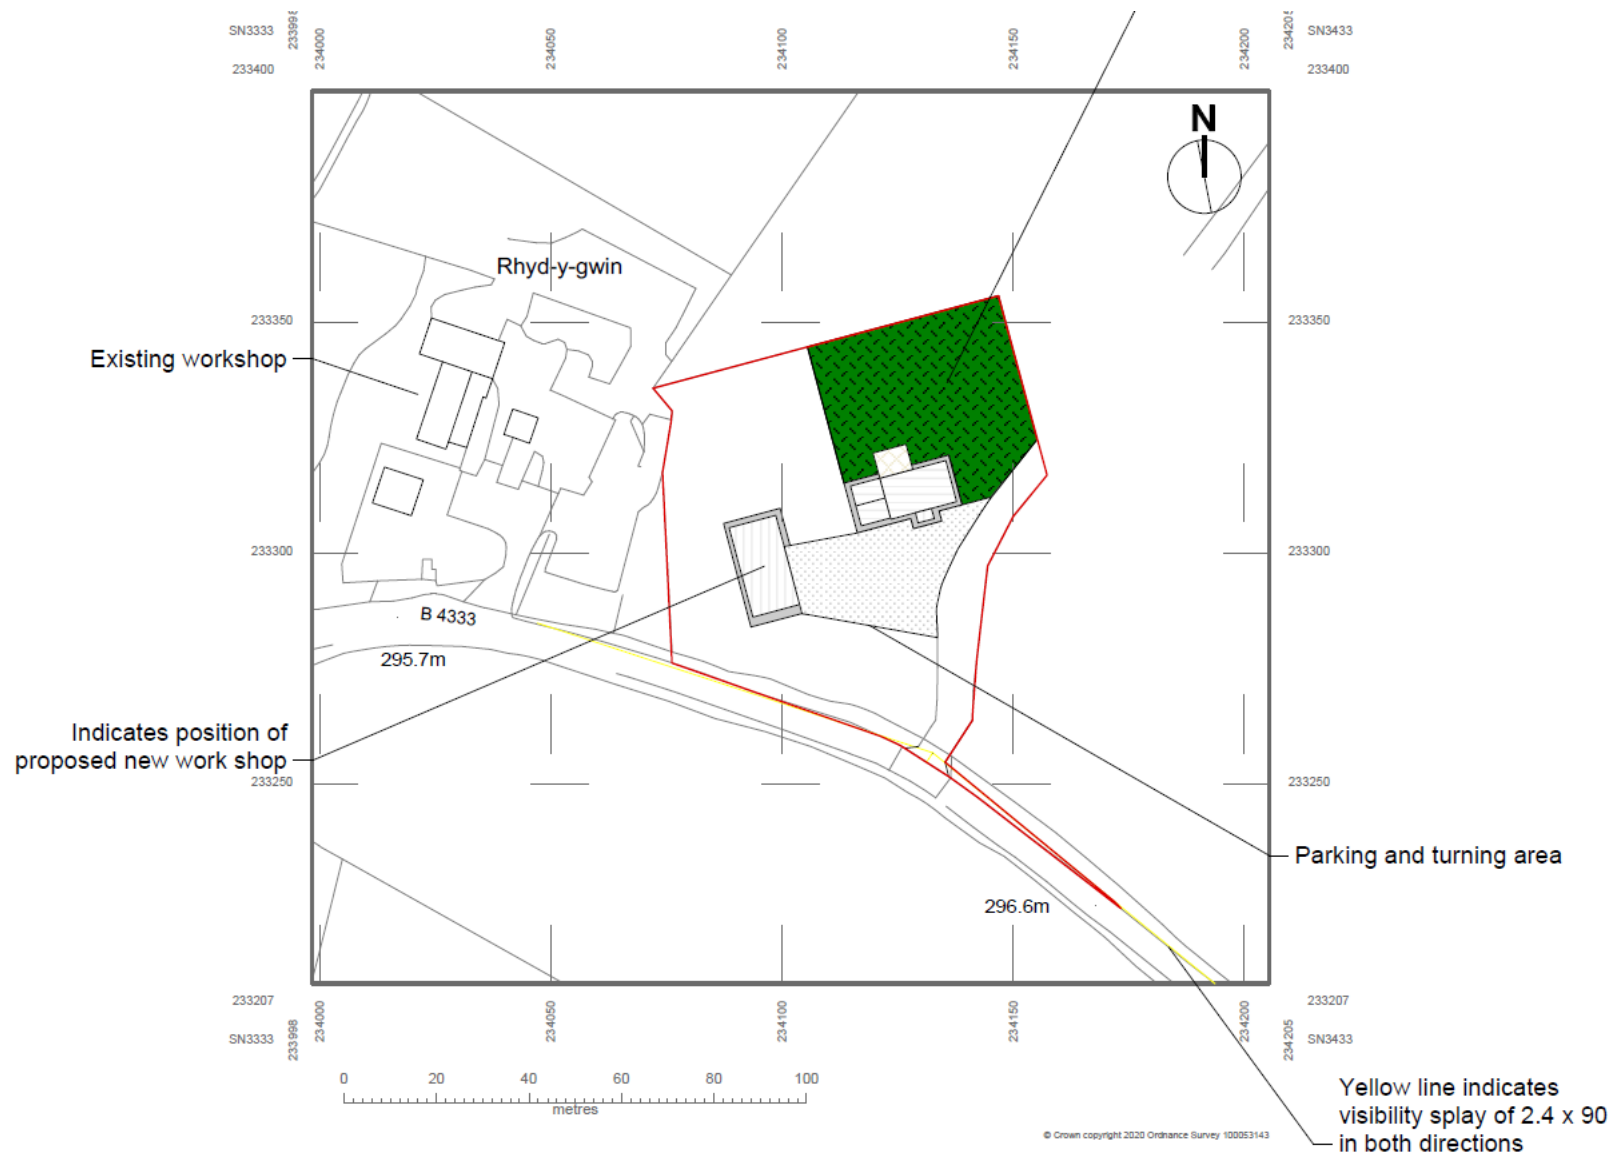 SN3333
233995
234000
234050
234100
234150
234200
234205
SN3433
233400
233400
N
Rhyd-y-gwin
233350
233350
Existing workshop
233300
233300
B 4333
295.7m
Indicates position of
proposed new work shop
233250
233250
Parking and turning area
296.6m
233207
233207
SN3333
233998
234000
234050
234100
234150
234200
234205
SN3433
0 20 40 60 80 100
metres
Yellow line indicates
visibility splay of 2.4 x 90
in both directions
© Crown copyright 2020 Ordnance Survey 100053143